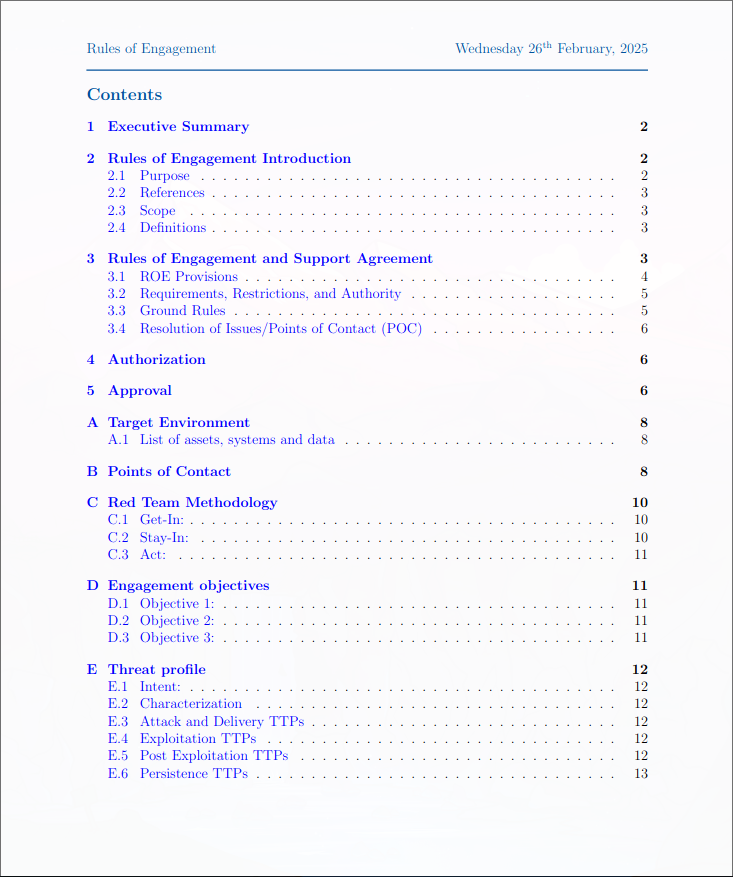 Rules of Engagement Wednesday 26th February, 2025
Contents
1 Executive Summary 2
2 Rules of Engagement Introduction 2
2.1 Purpose . . . . . . . . . . . . . . . . . . . . . . . . . . . . . . . . . . 2
2.2 References . . . . . . . . . . . . . . . . . . . . . . . . . . . . . . . . . 3
2.3 Scope . . . . . . . . . . . . . . . . . . . . . . . . . . . . . . . . . . . 3
2.4 Definitions . . . . . . . . . . . . . . . . . . . . . . . . . . . . . . . . . 3
3 Rules of Engagement and Support Agreement 3
3.1 ROE Provisions . . . . . . . . . . . . . . . . . . . . . . . . . . . . . . 4
3.2 Requirements, Restrictions, and Authority . . . . . . . . . . . . . . . . . 5
3.3 Ground Rules . . . . . . . . . . . . . . . . . . . . . . . . . . . . . . . 5
3.4 Resolution of Issues/Points of Contact (POC) . . . . . . . . . . . . . . . 6
4 Authorization 6
5 Approval 6
A Target Environment 8
A.1 List of assets, systems and data . . . . . . . . . . . . . . . . . . . . . . 8
B Points of Contact 8
C Red Team Methodology 10
C.1 Get-In: . . . . . . . . . . . . . . . . . . . . . . . . . . . . . . . . . . . 10
C.2 Stay-In: . . . . . . . . . . . . . . . . . . . . . . . . . . . . . . . . . . 10
C.3 Act: . . . . . . . . . . . . . . . . . . . . . . . . . . . . . . . . . . . . 11
D Engagement objectives 11
D.1 Objective 1: . . . . . . . . . . . . . . . . . . . . . . . . . . . . . . . . 11
D.2 Objective 2: . . . . . . . . . . . . . . . . . . . . . . . . . . . . . . . . 11
D.3 Objective 3: . . . . . . . . . . . . . . . . . . . . . . . . . . . . . . . . 11
E Threat profile 12
E.1 Intent: . . . . . . . . . . . . . . . . . . . . . . . . . . . . . . . . . . . 12
E.2 Characterization . . . . . . . . . . . . . . . . . . . . . . . . . . . . . . 12
E.3 Attack and Delivery TTPs . . . . . . . . . . . . . . . . . . . . . . . . . 12
E.4 Exploitation TTPs . . . . . . . . . . . . . . . . . . . . . . . . . . . . . 12
E.5 Post Exploitation TTPs . . . . . . . . . . . . . . . . . . . . . . . . . . 12
E.6 Persistence TTPs . . . . . . . . . . . . . . . . . . . . . . . . . . . . . . 13